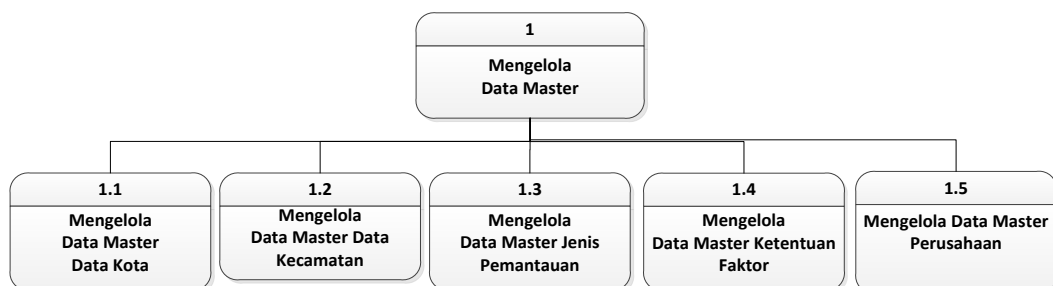 1
Mengelola
Data Master
1.1
Mengelola
Data Master
Data Kota
1.2
Mengelola
Data Master Data
Kecamatan
1.3
Mengelola
Data Master Jenis
Pemantauan
1.4
Mengelola
Data Master Ketentuan
Faktor
1.5
Mengelola Data Master
Perusahaan